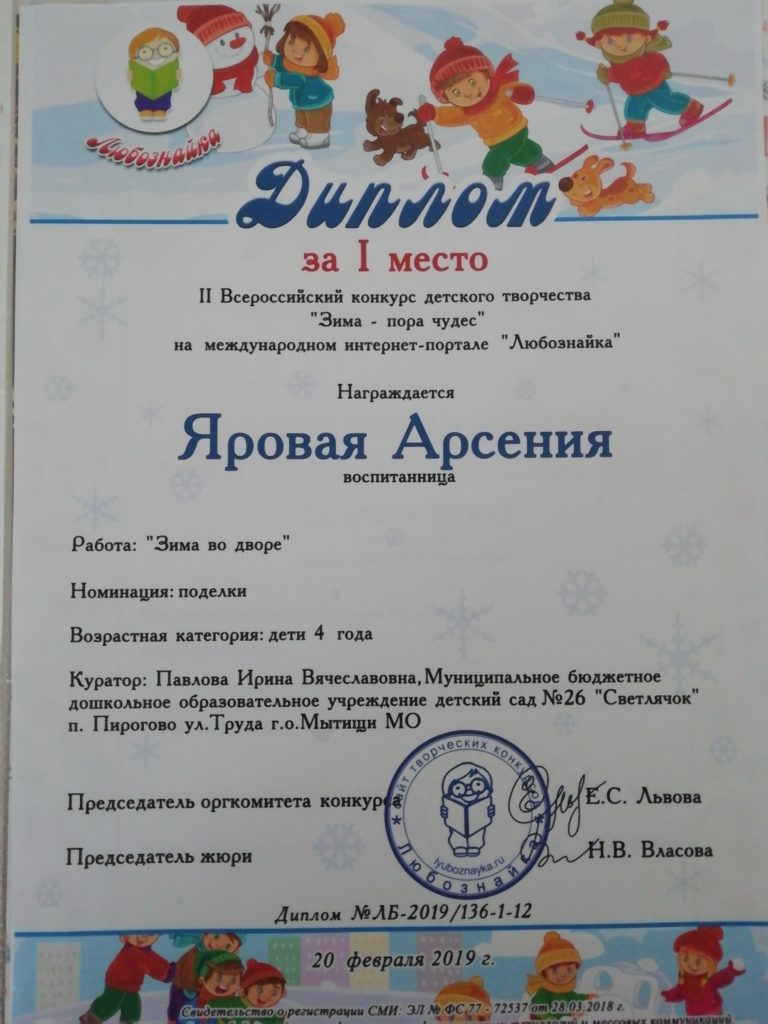 Любознайка
Диплом
за I место
II Всероссийский конкурс детского творчества
"Зима - пора чудес"
на международном интернет-портале "Любознайка"
Награждается
Яровая Арсения
воспитанница
Работа: "Зима во дворе"
Номинация: поделки
Возрастная категория: дети 4 года
Куратор: Павлова Ирина Вячеславовна, Муниципальное бюджетное
дошкольное образовательное учреждение детский сад №26 "Светлячок"
п. Пирогово ул.Труда г.о.Мытищи МО
Председатель оргкомитета конкурса
Е.С. Львова
сайт творческих конкурсов
lyuboznayka.ru
Любознайка
Председатель жюри
Н.В. Власова
Диплом №ЛБ-2019/136-1-12
20 февраля 2019 г.
Свидетельство о регистрации СМИ: ЭЛ № ФС 77 - 72537 от 28.03.2018 г.
и массовых коммуникаций